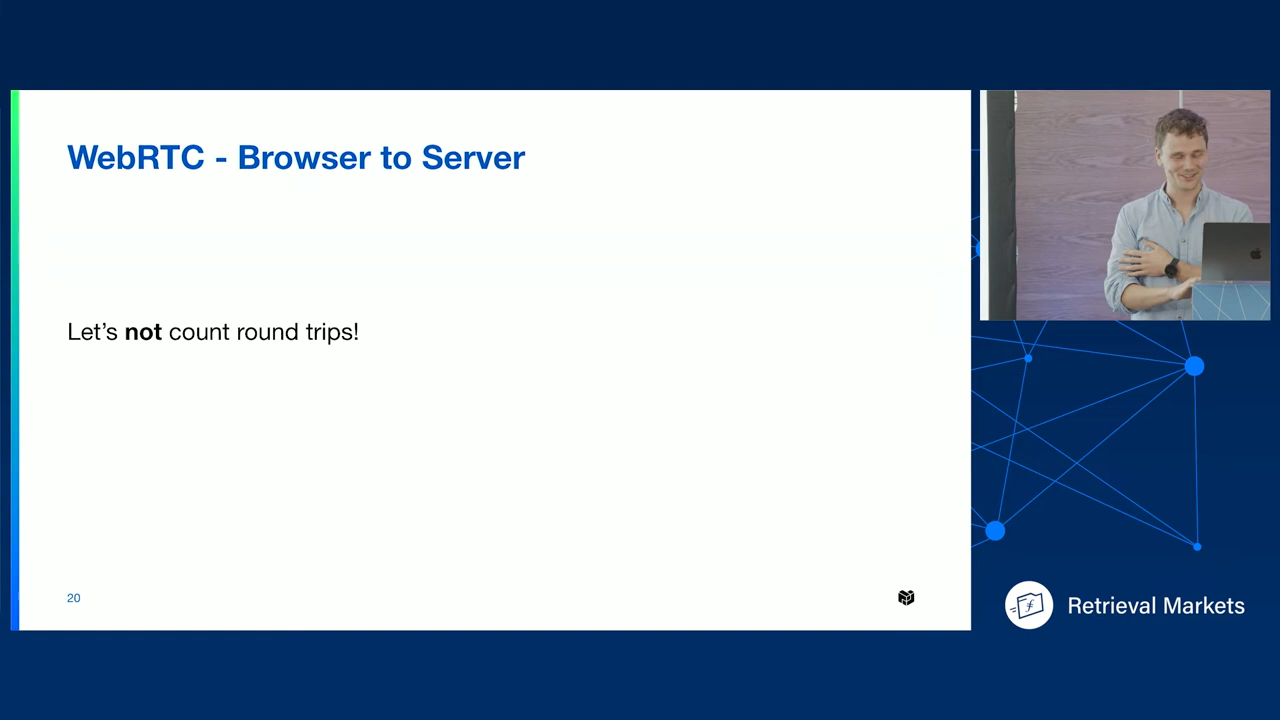 WebRTC - Browser to Server
Let's not count round trips!
20
Retrieval Markets